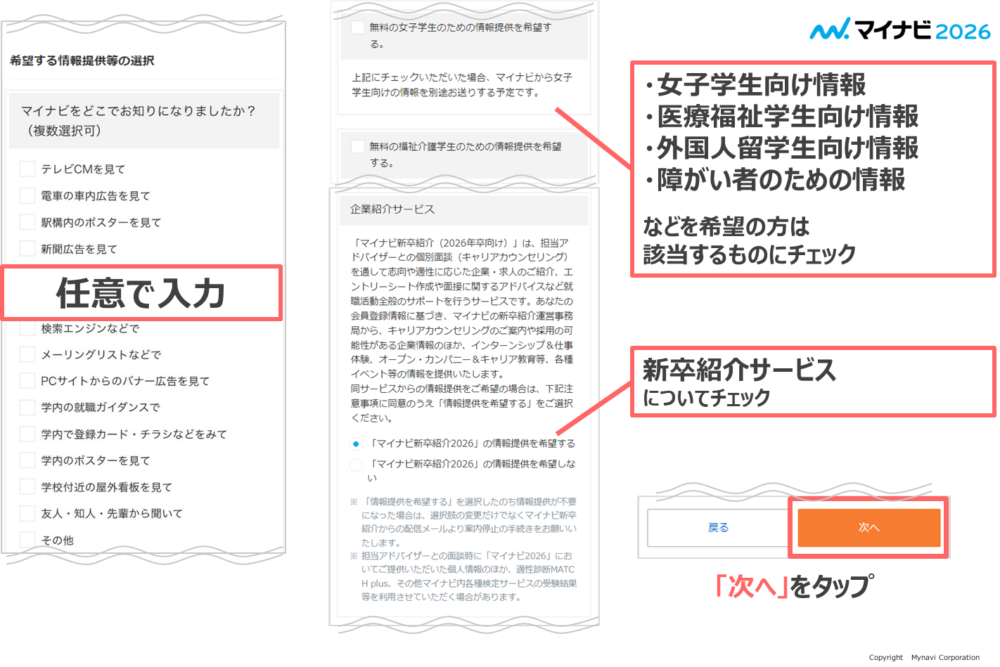 希望する情報提供等の選択
マイナビをどこでお知りになりましたか？
（複数選択可）
テレビCMを見て
電車の車内広告を見て
駅構内のポスターを見て
新聞広告を見て
任意で入力
検索エンジンなどで
メーリングリストなどで
PCサイトからのバナー広告を見て
学内の就職ガイダンスで
学内で登録カード・チラシなどをみて
学内のポスターを見て
学校付近の屋外看板を見て
友人・知人・先輩から聞いて
その他
無料の女子学生のための情報提供を希望す
る。
上記にチェックいただいた場合、マイナビから女子
学生向けの情報を別途お送りする予定です。
無料の福祉介護学生のための情報提供を希望
する。
企業紹介サービス
「マイナビ新卒紹介（2026年卒向け）」は、担当ア
ドバイザーとの個別面談（キャリアカウンセリング）
を通して志向や適性に応じた企業・求人のご紹介、エ
ントリーシート作成や面接に関するアドバイスなど就
職活動全般のサポートを行うサービスです。あなたの
会員登録情報に基づき、マイナビの新卒紹介運営事務
局から、キャリアカウンセリングのご案内や採用の可
能性がある企業情報のほか、インターンシップ＆仕事
体験、オープン・カンパニー＆キャリア教育等、各種
イベント等の情報を提供いたします。
同サービスからの情報提供をご希望の場合は、下記注
意事項に同意のうえ「情報提供を希望する」をご選択
ください。
「マイナビ新卒紹介2026」の情報提供を希望する
「マイナビ新卒紹介2026」の情報提供を希望しな
い
※ 「情報提供を希望する」を選択したのち情報提供が不要
になった場合は、選択肢の変更だけでなくマイナビ新卒
紹介からの配信メールより案内停止の手続きをお願いい
たします。
※ 担当アドバイザーとの面談時に「マイナビ2026」にお
いてご提供いただいた個人情報のほか、適性診断MATC
H plus、その他マイナビ内各種検定サービスの受験結果
等を利用させていただく場合があります。
マイナビ2026
・女子学生向け情報
・医療福祉学生向け情報
・外国人留学生向け情報
・障がい者のための情報
などを希望の方は
該当するものにチェック
新卒紹介サービス
についてチェック
戻る
次へ
「次へ」をタップ
Copyright Mynavi Corporation